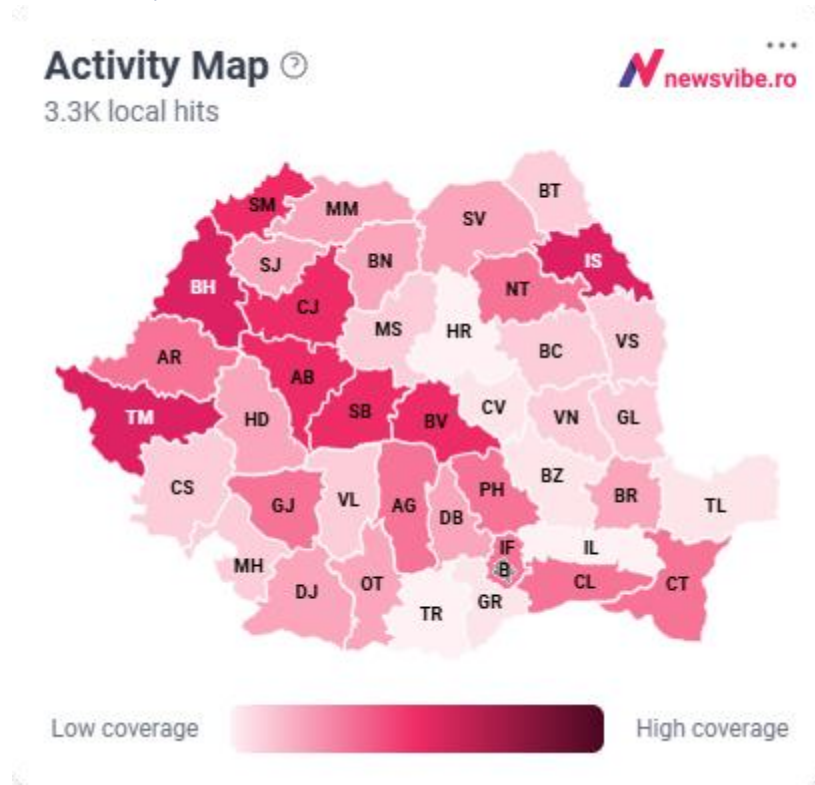 Activity Map ?
newsvibe.ro
3.3K local hits
BT
SM
MM
SV
SJ
BN
IS
BH
NT
CJ
MS
HR
BC
VS
AR
AB
TM
HD
SB
BV
CV
VN
GL
CS
GJ
VL
AG
DB
PH
BZ
BR
TL
MH
IF
IL
B
DJ
OT
TR
GR
CL
CT
Low coverage
High coverage